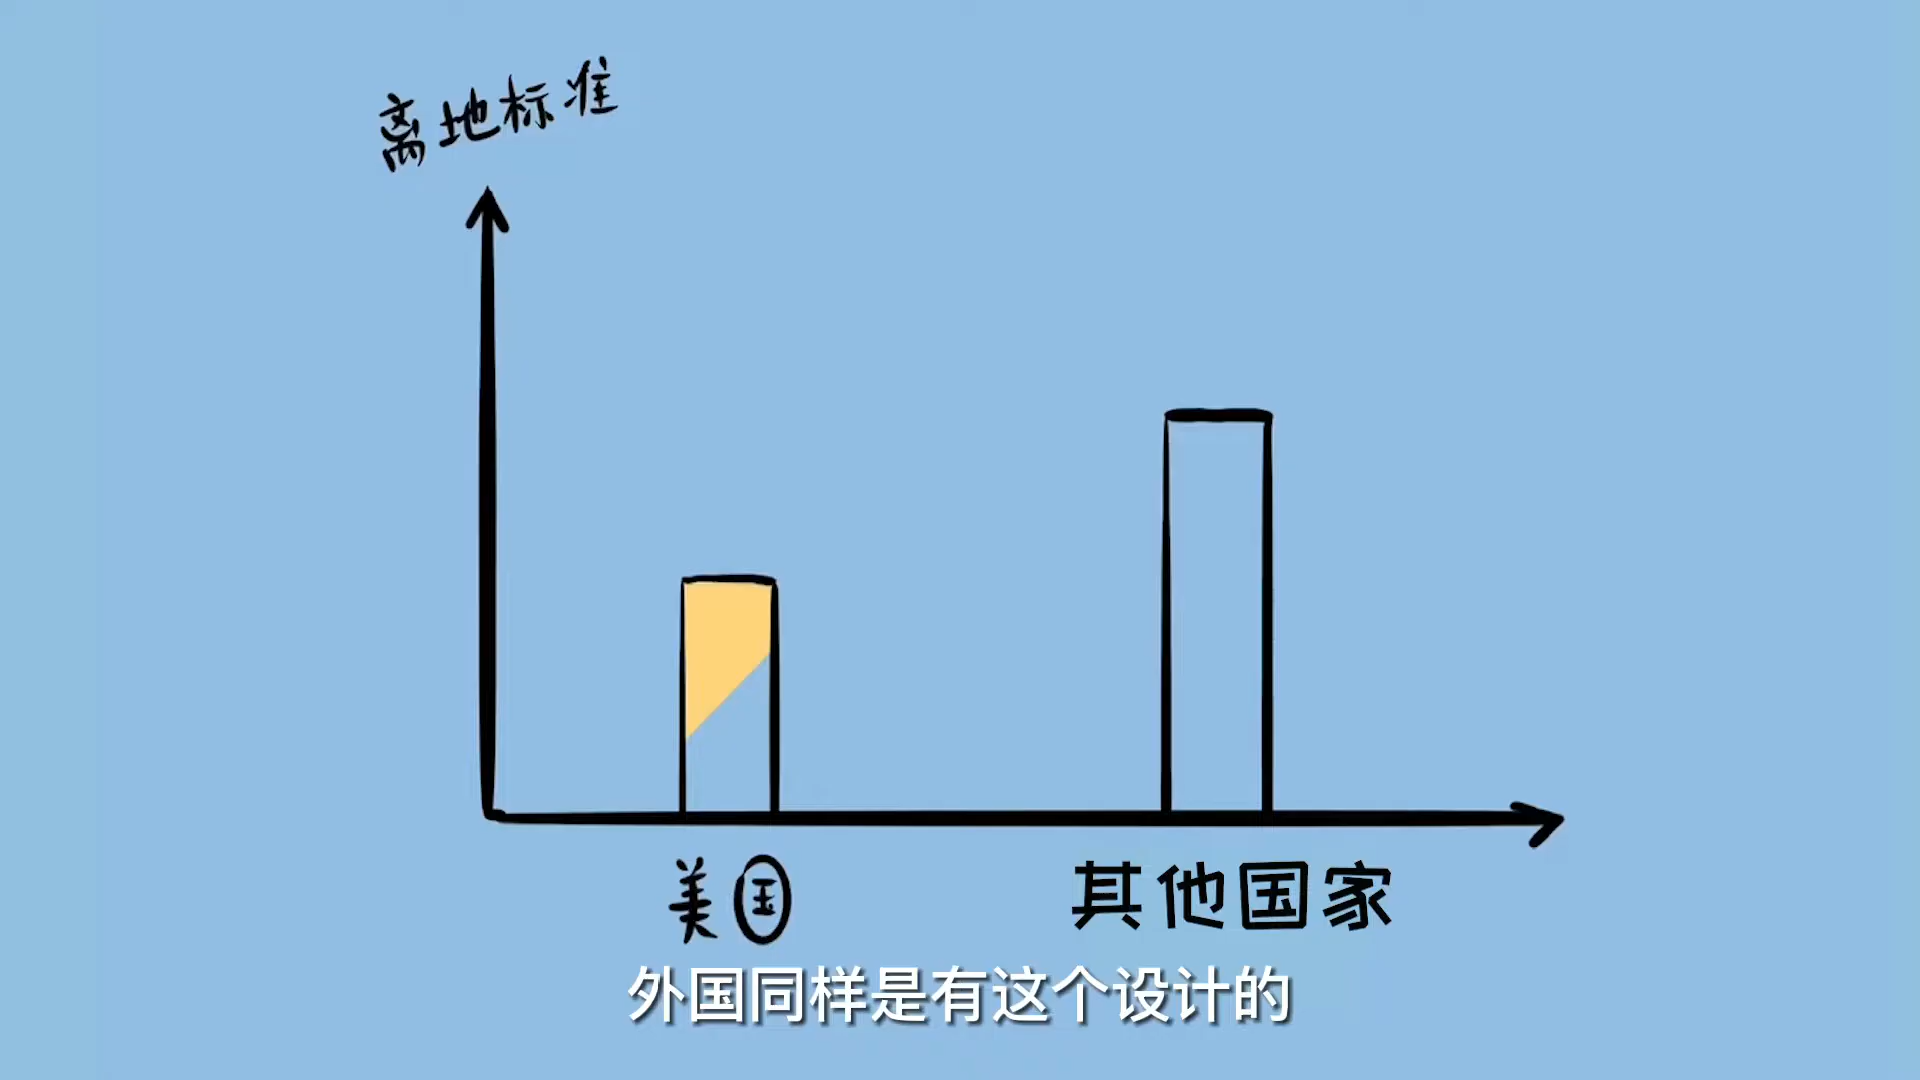 离地标准
美国
其他国家
外国同样是有这个设计的